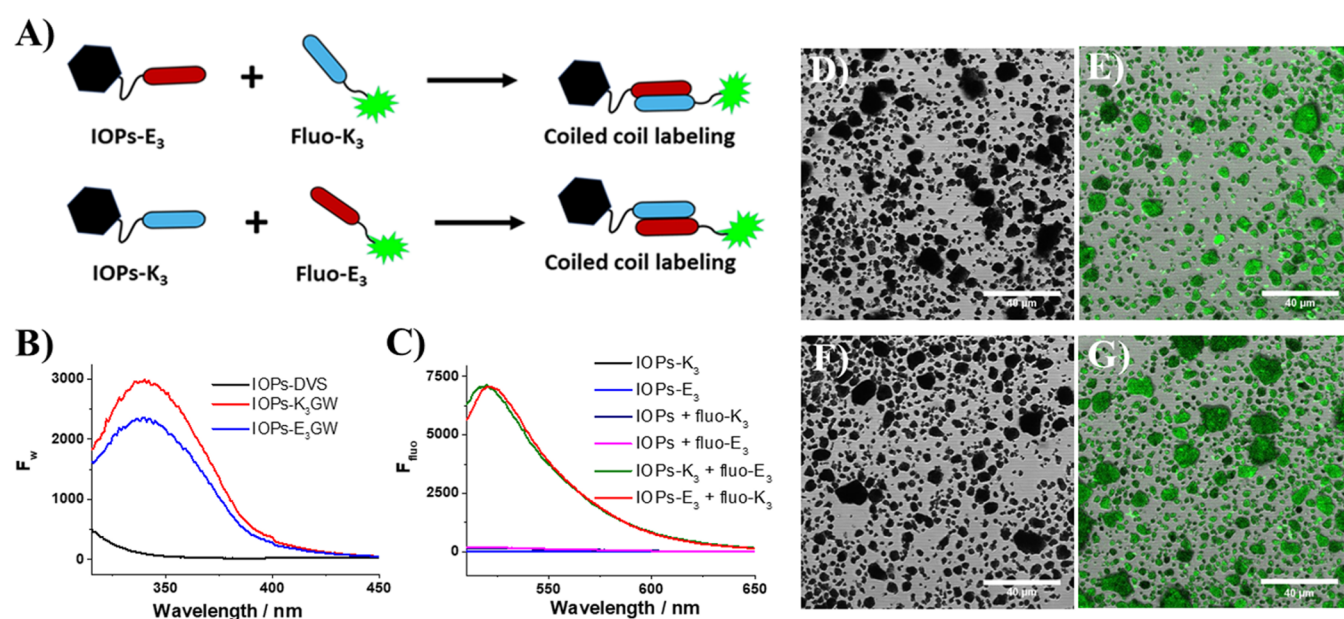 A)
IOPs-E₃
+
Fluo-K₃
Coiled coil labeling
IOPs-K₃
+
Fluo-E₃
Coiled coil labeling
B)
3000
2000
1000
0
F_w
350
400
450
Wavelength / nm
IOPs-DVS
IOPs-K₃GW
IOPs-E₃GW
C)
7500
5000
2500
0
F_fluo
550
600
650
Wavelength / nm
IOPs-K₃
IOPs-E₃
IOPs + fluo-K₃
IOPs + fluo-E₃
IOPs-K₃ + fluo-E₃
IOPs-E₃ + fluo-K₃
D)
40 μm
E)
40 μm
F)
40 μm
G)
40 μm